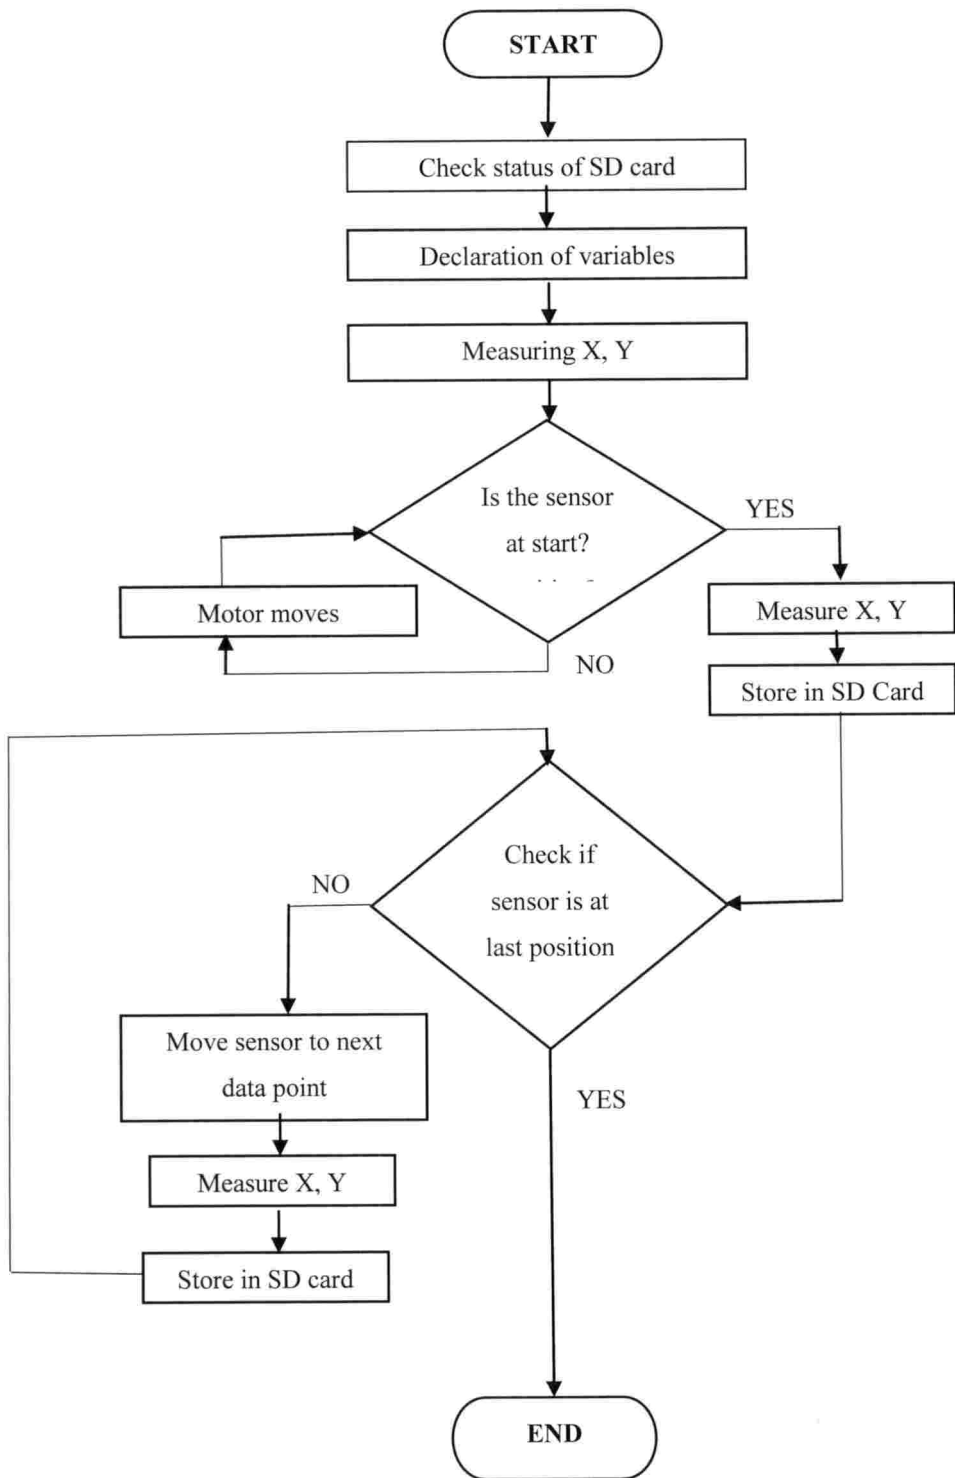 START
Check status of SD card
Declaration of variables
Measuring X, Y
Is the sensor
at start?
YES
Motor moves
NO
Measure X, Y
Store in SD Card
Check if
sensor is at
last position
NO
Move sensor to next
data point
YES
Measure X, Y
Store in SD card
END